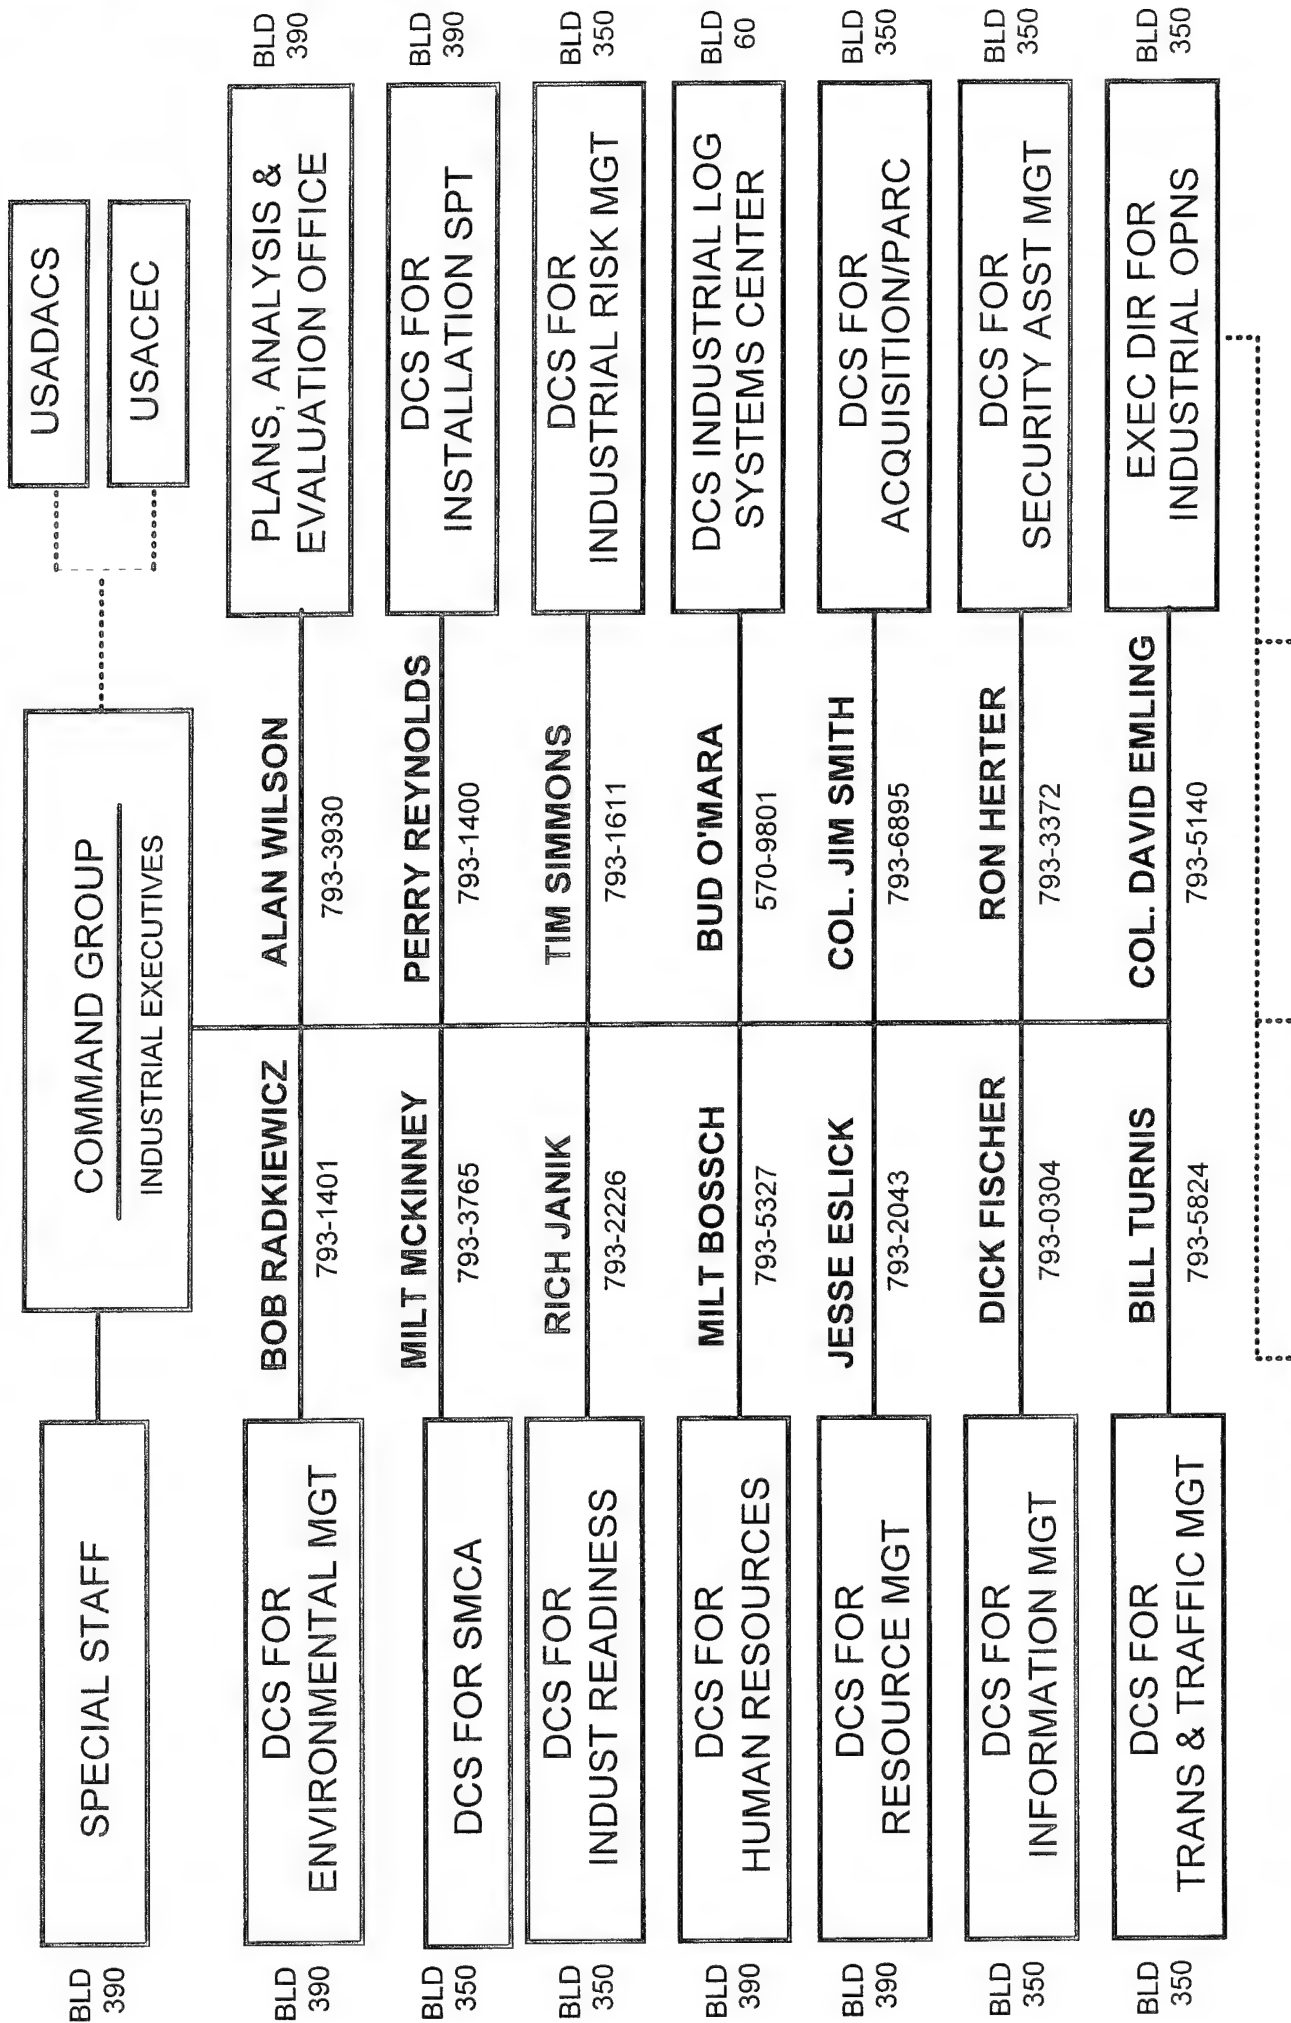 BLD
390
SPECIAL STAFF
COMMAND GROUP
INDUSTRIAL EXECUTIVES
USADACS
USACEC
BLD
390
DCS FOR
ENVIRONMENTAL MGT
BOB RADKIEWICZ
793-1401
ALAN WILSON
793-3930
PLANS, ANALYSIS &
EVALUATION OFFICE
BLD
390
BLD
350
DCS FOR SMCA
MILT MCKINNEY
793-3765
PERRY REYNOLDS
793-1400
DCS FOR
INSTALLATION SPT
BLD
390
BLD
350
DCS FOR
INDUST READINESS
RICH JANIK
793-2226
TIM SIMMONS
793-1611
DCS FOR
INDUSTRIAL RISK MGT
BLD
350
BLD
390
DCS FOR
HUMAN RESOURCES
MILT BOSSCH
793-5327
BUD O'MARA
570-9801
DCS INDUSTRIAL LOG
SYSTEMS CENTER
BLD
60
BLD
390
DCS FOR
RESOURCE MGT
JESSE ESLICK
793-2043
COL. JIM SMITH
793-6895
DCS FOR
ACQUISITION/PARC
BLD
350
BLD
350
DCS FOR
INFORMATION MGT
DICK FISCHER
793-0304
RON HERTER
793-3372
DCS FOR
SECURITY ASST MGT
BLD
350
BLD
350
DCS FOR
TRANS & TRAFFIC MGT
BILL TURNIS
793-5824
COL. DAVID EMLING
793-5140
EXEC DIR FOR
INDUSTRIAL OPNS
BLD
350